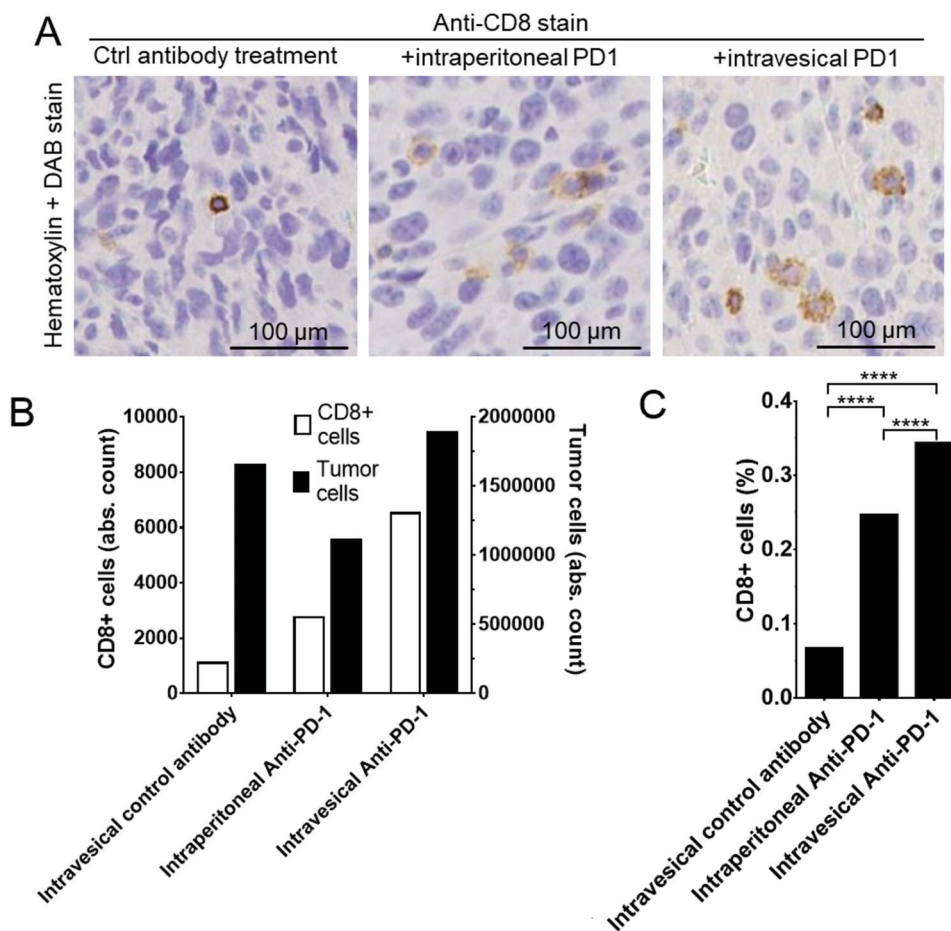 A
Anti-CD8 stain
Ctrl antibody treatment
+intraperitoneal PD1
+intravesical PD1
Hematoxylin + DAB stain
100 µm
100 µm
100 µm
B
CD8+ cells (abs. count)
10000
8000
6000
4000
2000
0
CD8+
cells
Tumor
cells
2000000
1500000
1000000
500000
0
Tumor cells (abs. count)
Intravesical control antibody
Intraperitoneal Anti-PD-1
Intravesical Anti-PD-1
C
CD8+ cells (%)
0.4
0.3
0.2
0.1
0.0
****
****
****
Intravesical control antibody
Intraperitoneal Anti-PD-1
Intravesical Anti-PD-1